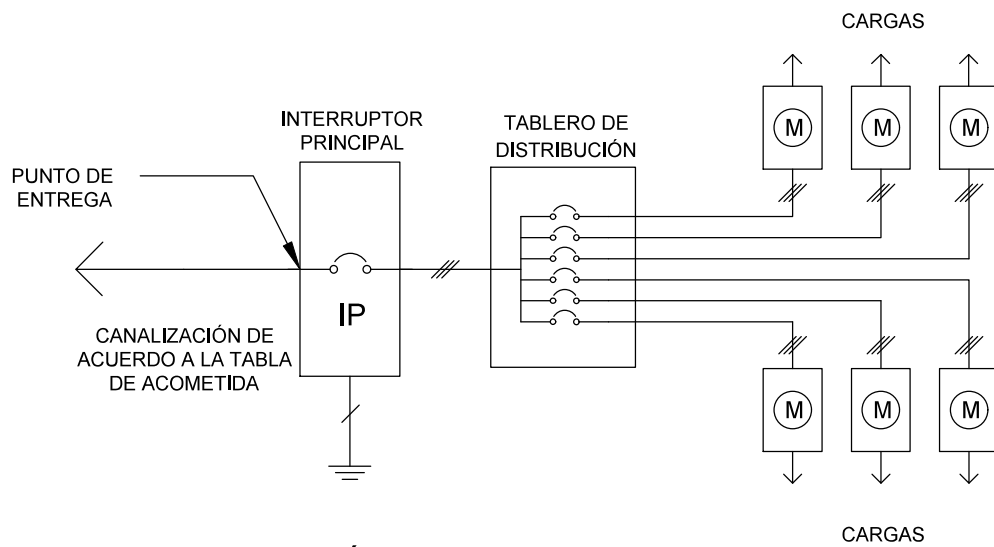 CARGAS
M M M
INTERRUPTOR
PRINCIPAL
TABLERO DE
DISTRIBUCIÓN
PUNTO DE
ENTREGA
IP
CANALIZACIÓN DE
ACUERDO A LA TABLA
DE ACOMETIDA
M M M
CARGAS